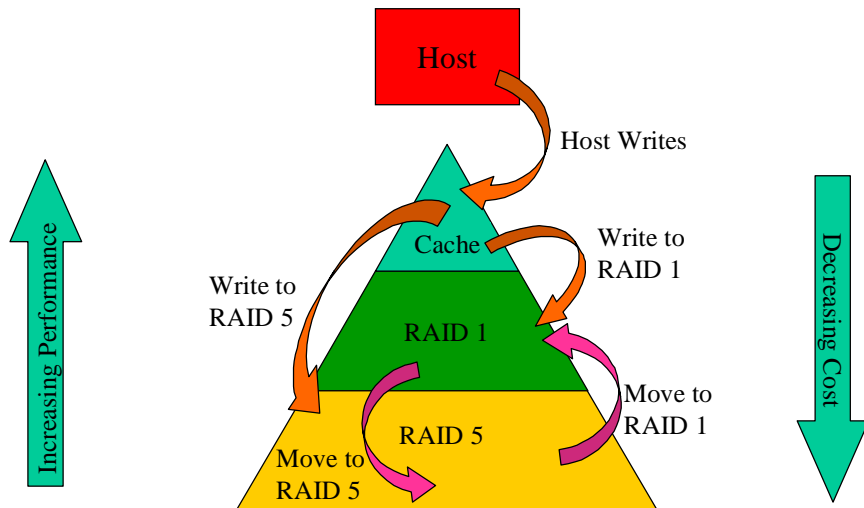 Host
Host Writes
Cache
Write to
RAID 1
Write to
RAID 5
RAID 1
Move to
RAID 1
RAID 5
Move to
RAID 5
Increasing Performance
Decreasing Cost